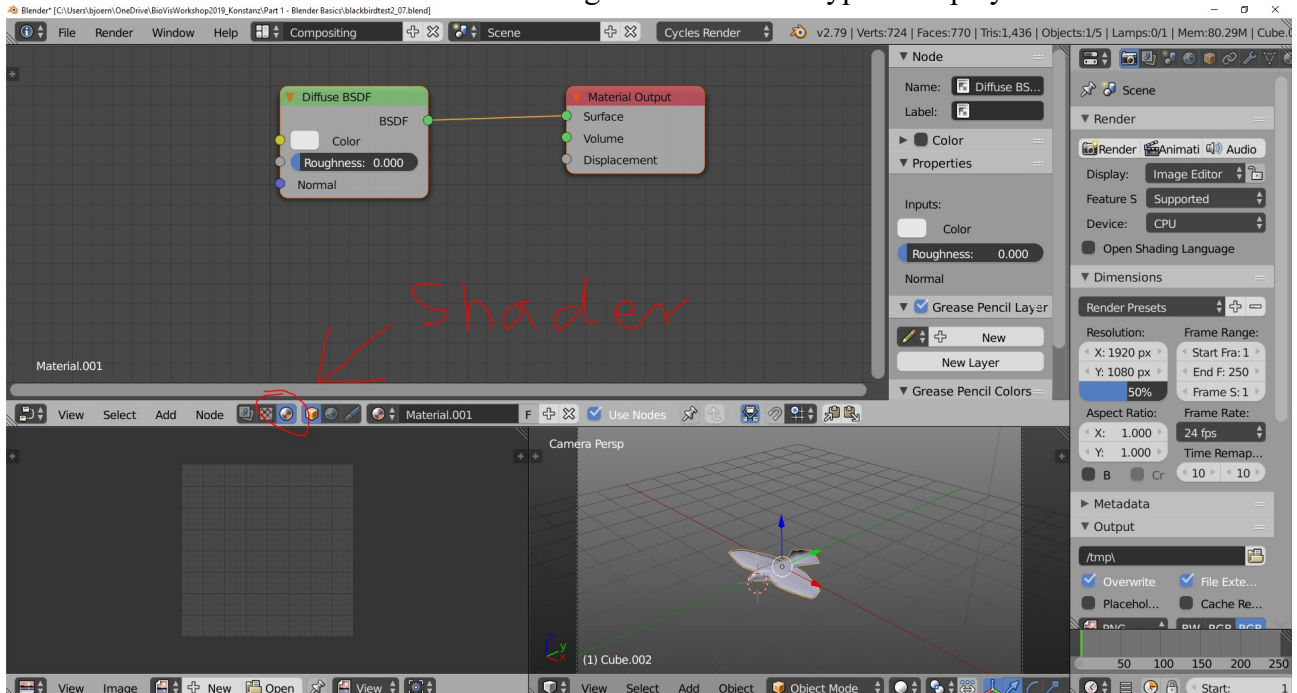 Blender* [C:\Users\bjoern\OneDrive\BioVisWorkshop2019_Konstanz\Part 1 - Blender Basics\blackbirdtest2_07.blend]
File Render Window Help Compositing Scene Cycles Render v2.79 | Verts:724 | Faces:770 | Tris:1,436 | Objects:1/5 | Lamps:0/1 | Mem:80.29M | Cube.0
Diffuse BSDF
BSDF
Color
Roughness: 0.000
Normal
Material Output
Surface
Volume
Displacement
Shader
Material.001
View Select Add Node Material.001 F Use Nodes
Node
Name: Diffuse BS...
Label:
Color
Properties
Inputs:
Color
Roughness: 0.000
Normal
Grease Pencil Layer
New
New Layer
Grease Pencil Colors
Scene
Render
Render Animati Audio
Display: Image Editor
Feature S Supported
Device: CPU
Open Shading Language
Dimensions
Render Presets
Resolution: Frame Range:
X: 1920 px Start Fra: 1
Y: 1080 px End F: 250
50% Frame S: 1
Aspect Ratio: Frame Rate:
X: 1.000 24 fps
Y: 1.000 Time Remap...
B Cr 10 10
Metadata
Output
/tmp\
Overwrite File Exte...
Placehol... Cache Re...
PNG BW RGB RGB
Camera Persp
(1) Cube.002
View Image New Open View
View Select Add Object Object Mode
50 100 150 200 250
Start: 1